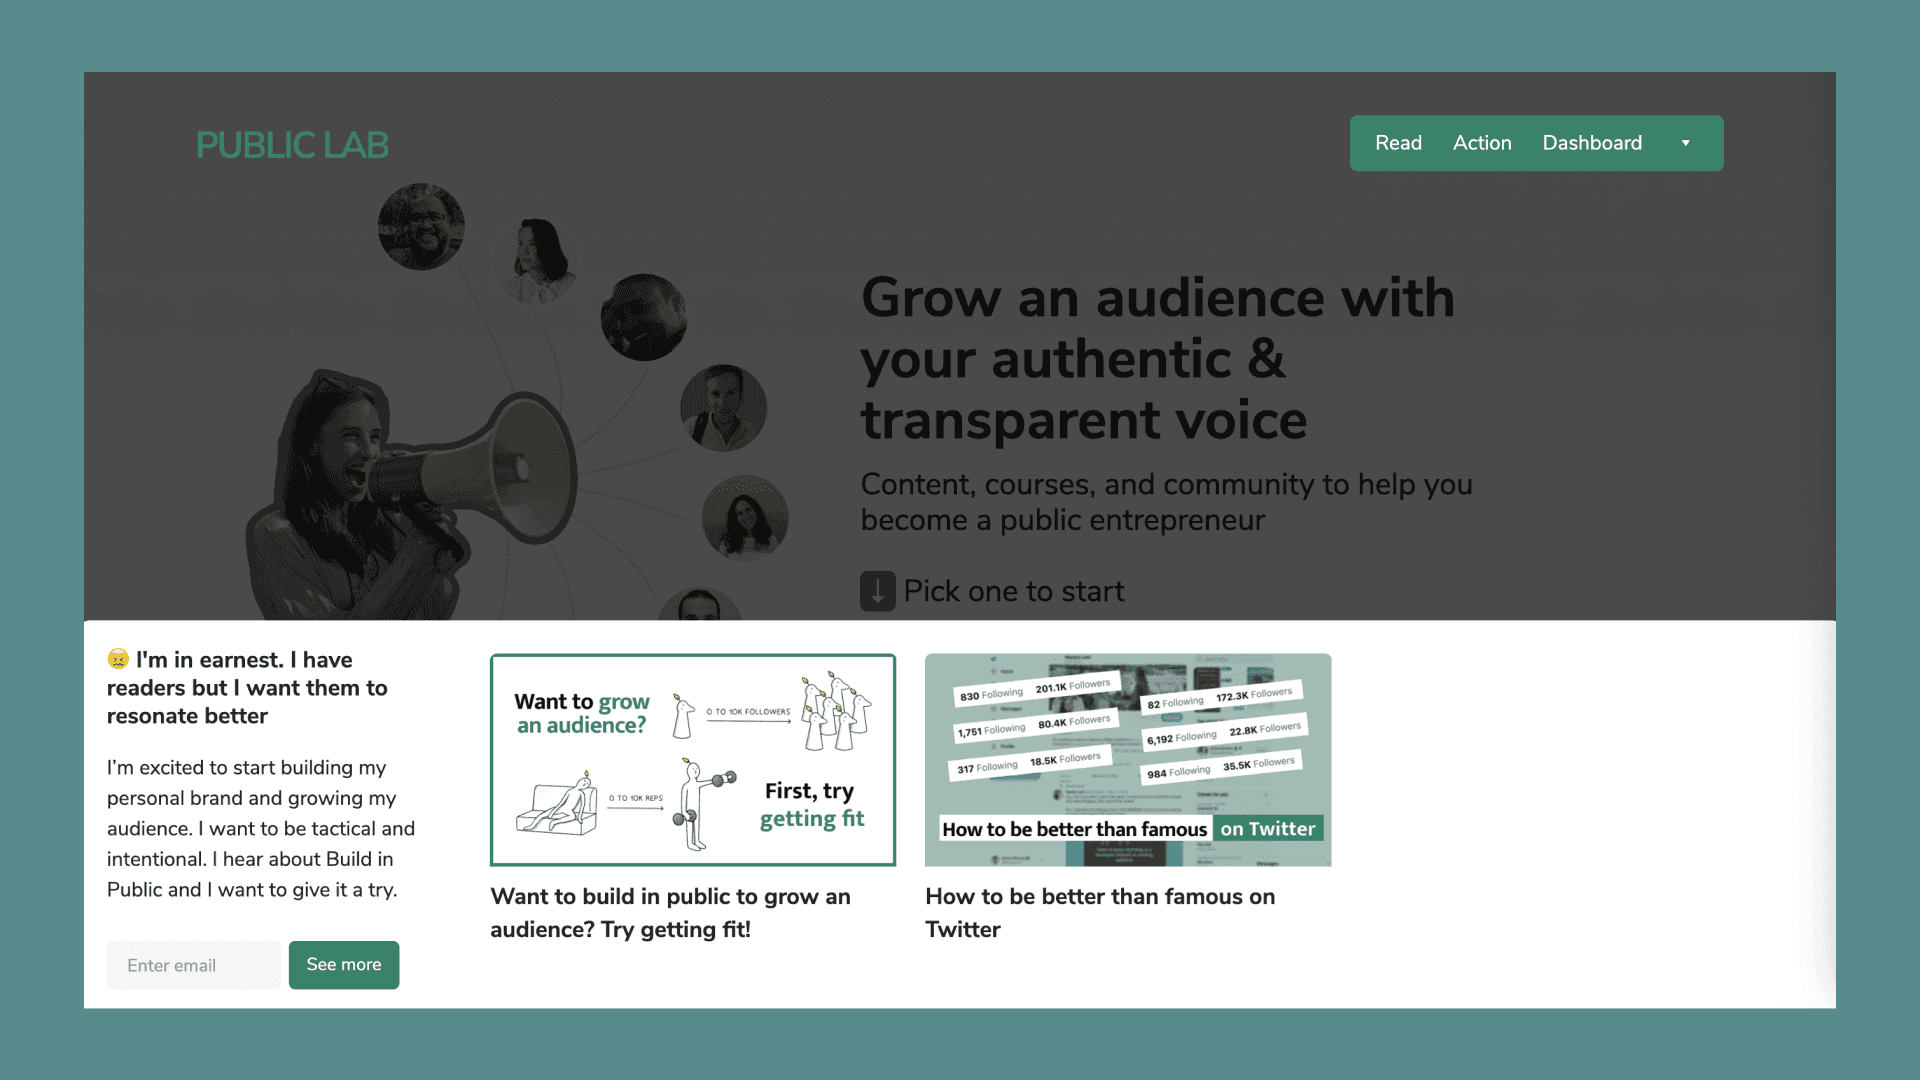 PUBLIC LAB
Read Action Dashboard
Grow an audience with
your authentic &
transparent voice
Content, courses, and community to help you
become a public entrepreneur
Pick one to start
I'm in earnest. I have
readers but I want them to
resonate better
I'm excited to start building my
personal brand and growing my
audience. I want to be tactical and
intentional. I hear about Build in
Public and I want to give it a try.
Enter email
See more
Want to grow
an audience?
0 TO 10K FOLLOWERS
0 TO 10K REPS
First, try
getting fit
Want to build in public to grow an
audience? Try getting fit!
830 Following 201.1K Followers
82 Following 172.3K Followers
1,751 Following 80.4K Followers
6,192 Following 22.8K Followers
317 Following 18.5K Followers
984 Following 35.5K Followers
How to be better than famous on Twitter
How to be better than famous on
Twitter